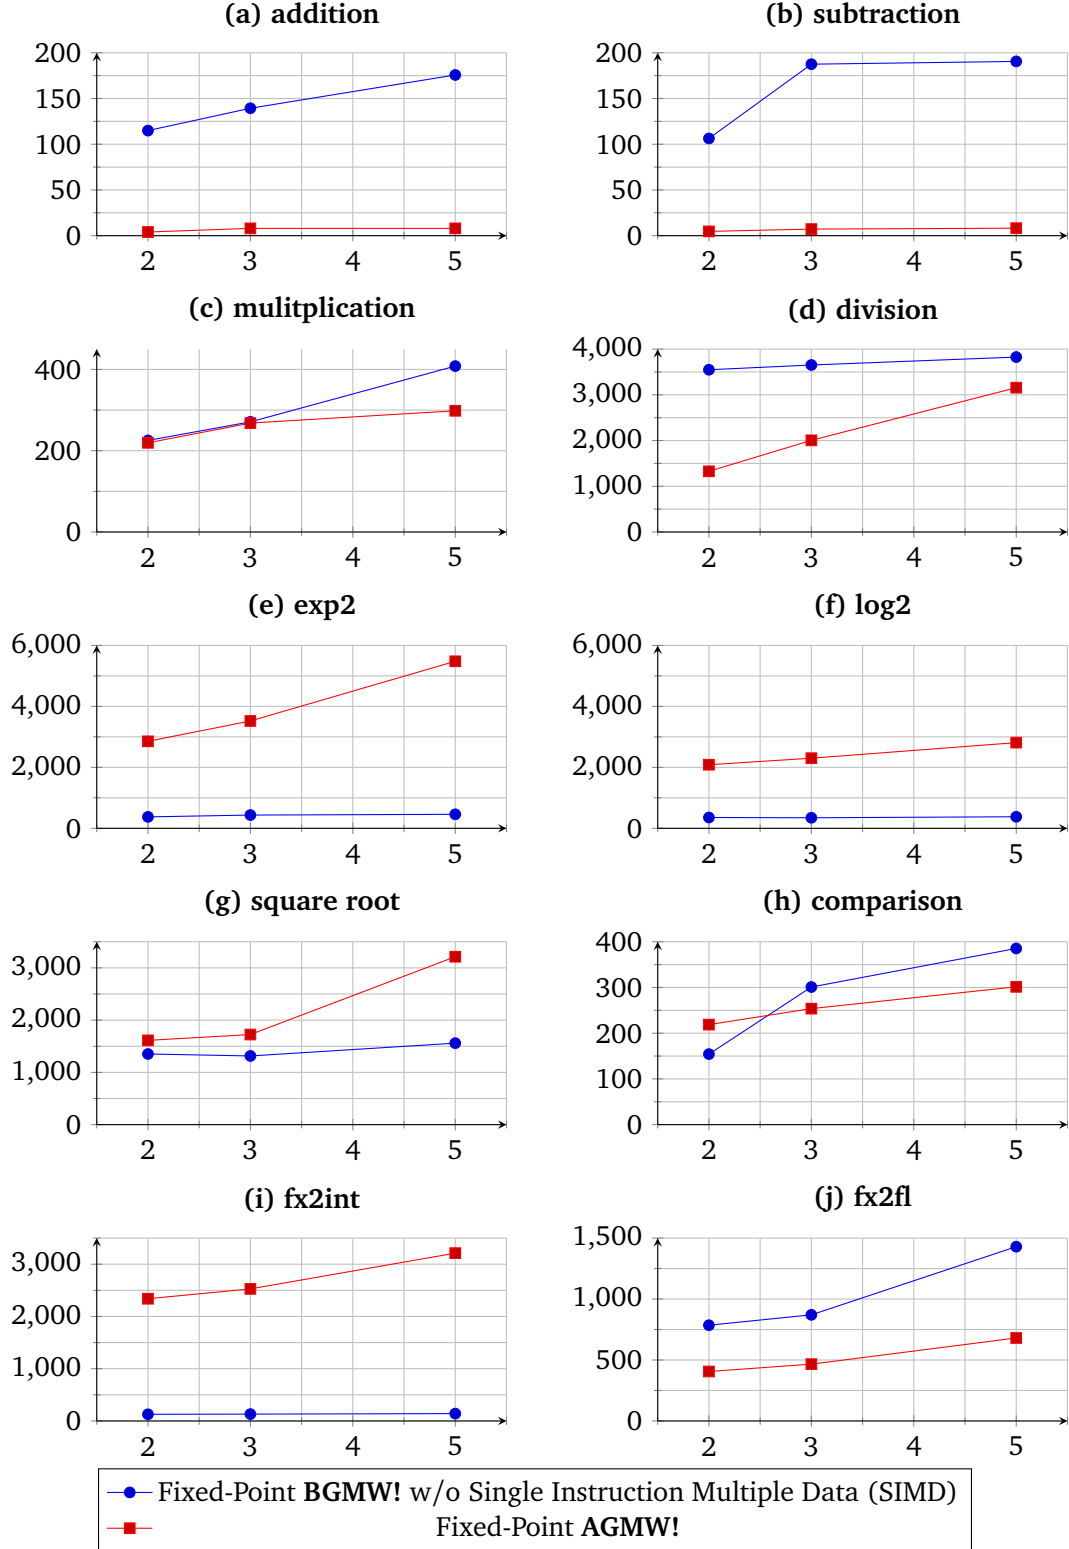 (a) addition
200
150
100
50
0
2 3 4 5
(b) subtraction
200
150
100
50
0
2 3 4 5
(c) mulitplication
400
200
0
2 3 4 5
(d) division
4,000
3,000
2,000
1,000
0
2 3 4 5
(e) exp2
6,000
4,000
2,000
0
2 3 4 5
(f) log2
6,000
4,000
2,000
0
2 3 4 5
(g) square root
3,000
2,000
1,000
0
2 3 4 5
(h) comparison
400
300
200
100
0
2 3 4 5
(i) fx2int
3,000
2,000
1,000
0
2 3 4 5
(j) fx2fl
1,500
1,000
500
0
2 3 4 5
Fixed-Point BGMW! w/o Single Instruction Multiple Data (SIMD)
Fixed-Point AGMW!